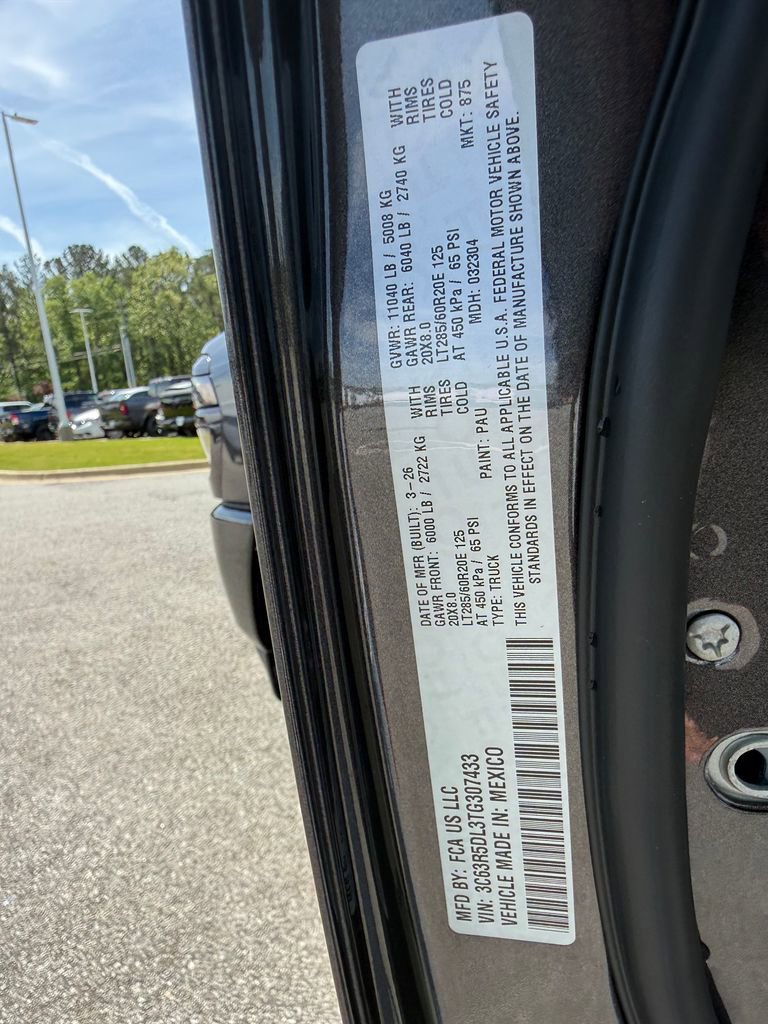 MFD BY: FCA US LLC
VIN: 3C63R5DL3TG307433
VEHICLE MADE IN: MEXICO
DATE OF MFR (BUILT): 3-26 GVWR: 11040 LB / 5008 KG
GAWR FRONT: 6000 LB / 2722 KG WITH GAWR REAR: 6040 LB / 2740 KG WITH
20X8.0 RIMS 20X8.0 RIMS
LT285/60R20E 125 TIRES LT285/60R20E 125 TIRES
AT 450 kPa / 65 PSI COLD AT 450 kPa / 65 PSI COLD
TYPE: TRUCK PAINT: PAU MDH: 032304 MKT: 875
THIS VEHICLE CONFORMS TO ALL APPLICABLE U.S.A. FEDERAL MOTOR VEHICLE SAFETY
STANDARDS IN EFFECT ON THE DATE OF MANUFACTURE SHOWN ABOVE.